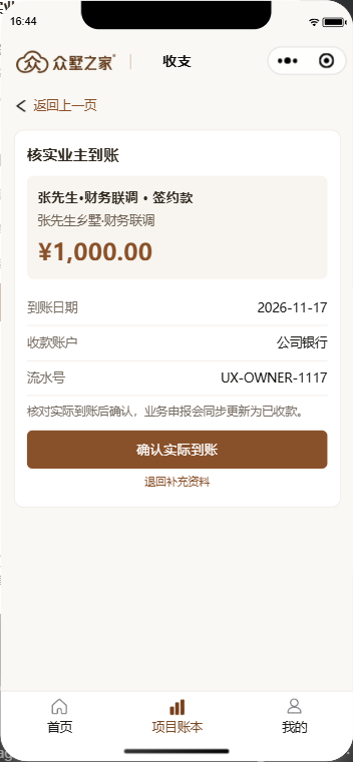 16:44
众墅之家
收支
返回上一页
核实业主到账
张先生·财务联调 • 签约款
张先生乡墅·财务联调
¥1,000.00
到账日期 2026-11-17
收款账户 公司银行
流水号 UX-OWNER-1117
核对实际到账后确认，业务申报会同步更新为已收款。
确认实际到账
退回补充资料
首页 项目账本 我的